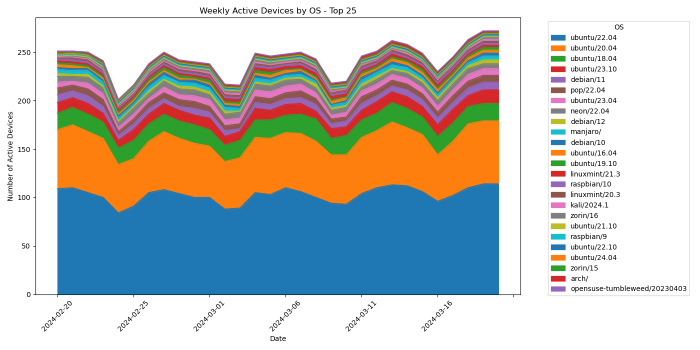 Weekly Active Devices by OS - Top 25
Number of Active Devices
250
200
150
100
50
0
2024-02-20
2024-02-25
2024-03-01
2024-03-06
2024-03-11
2024-03-16
Date
OS
ubuntu/22.04
ubuntu/20.04
ubuntu/18.04
ubuntu/23.10
debian/11
pop/22.04
ubuntu/23.04
neon/22.04
debian/12
manjaro/
debian/10
ubuntu/16.04
ubuntu/19.10
linuxmint/21.3
raspbian/10
linuxmint/20.3
kali/2024.1
zorin/16
ubuntu/21.10
raspbian/9
ubuntu/22.10
ubuntu/24.04
zorin/15
arch/
opensuse-tumbleweed/20230403